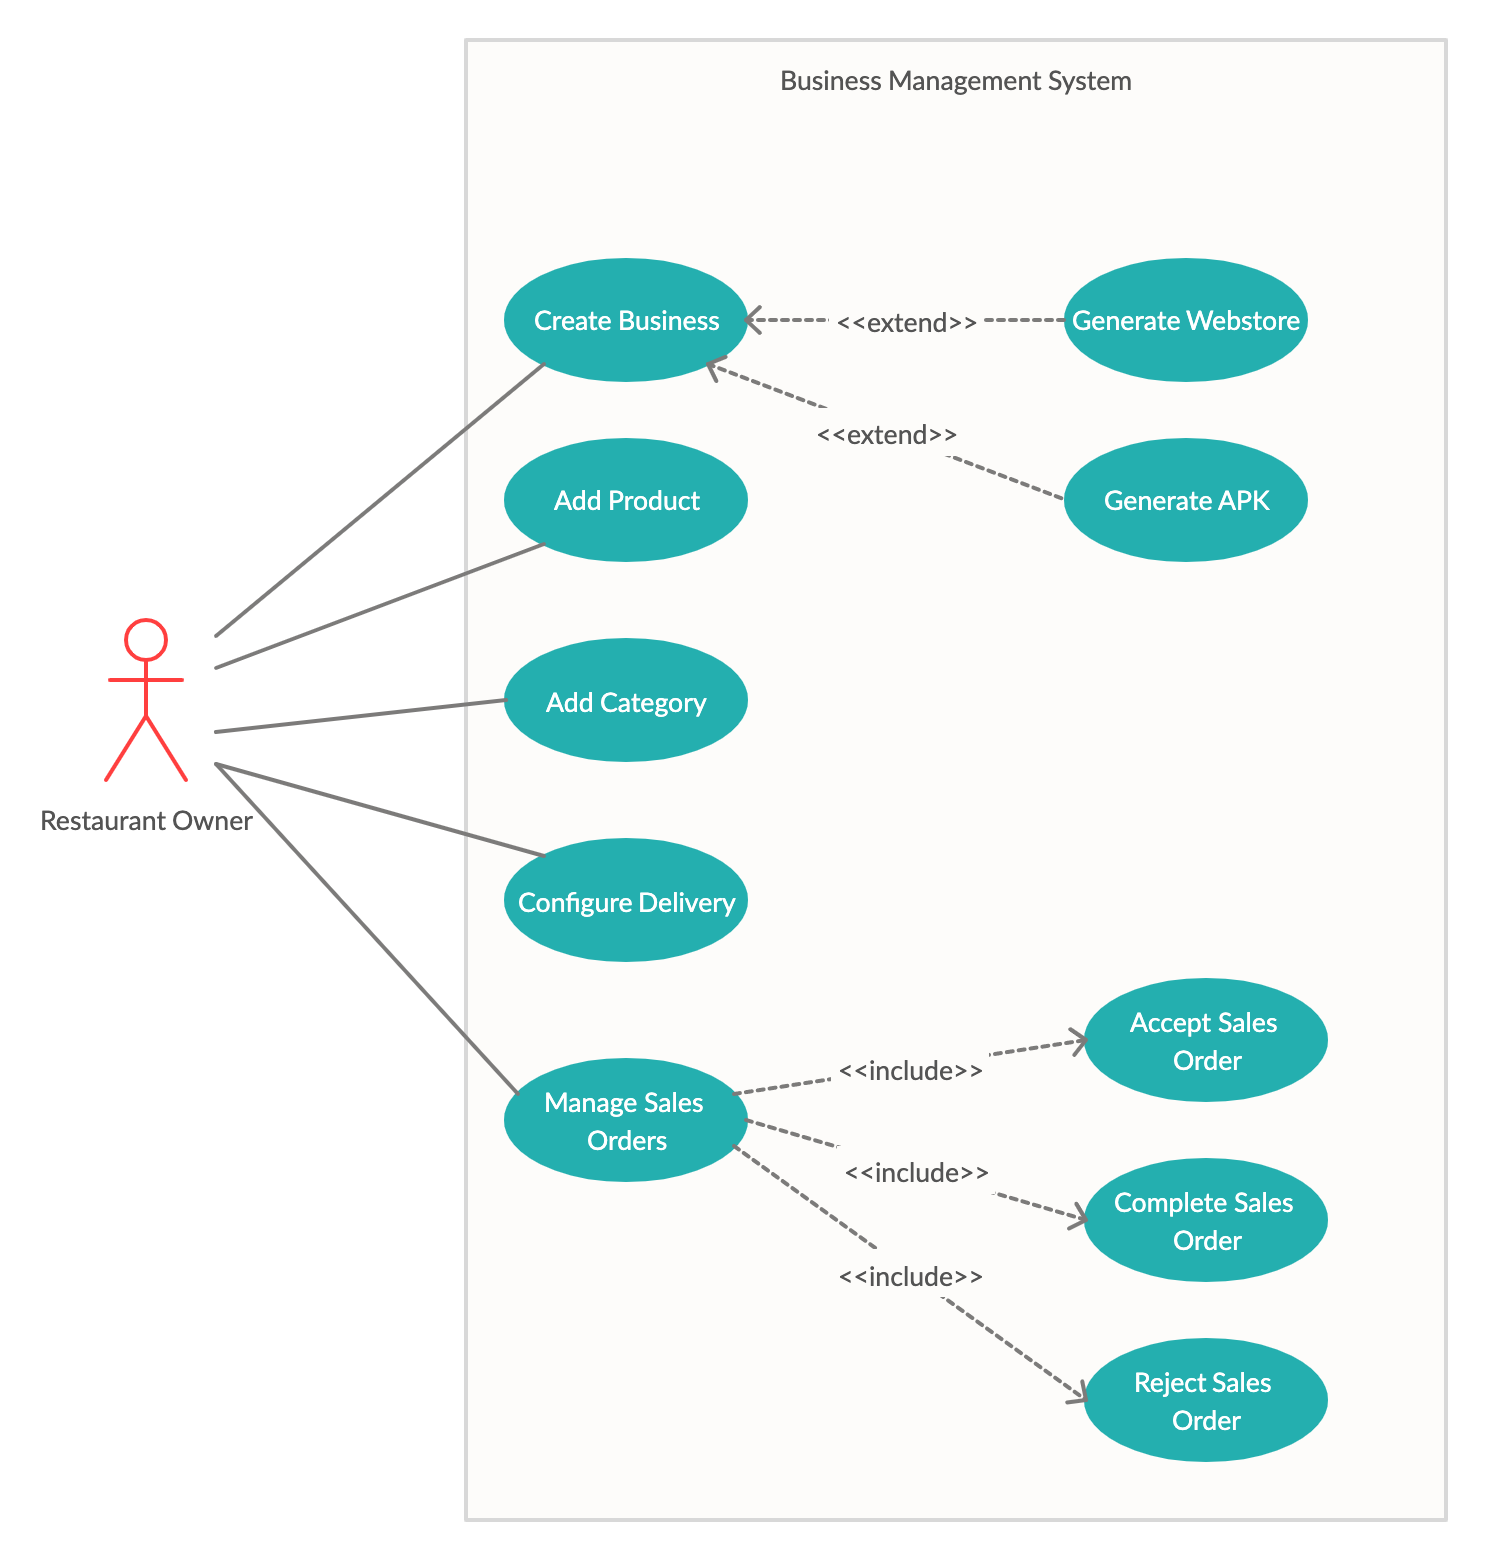 Business Management System
Create Business
<<extend>>
Generate Webstore
<<extend>>
Add Product
Generate APK
Add Category
Restaurant Owner
Configure Delivery
Accept Sales
Order
<<include>>
Manage Sales
Orders
<<include>>
Complete Sales
Order
<<include>>
Reject Sales
Order